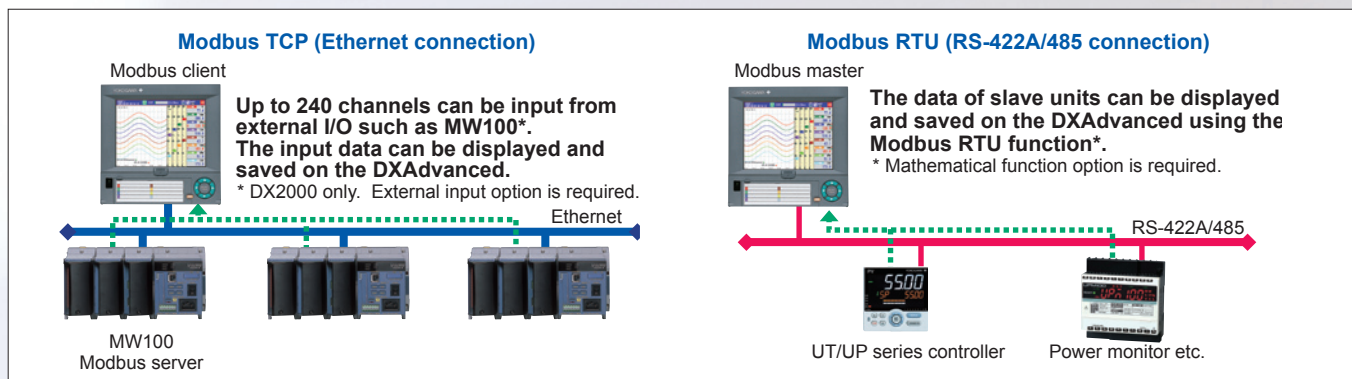 Modbus TCP (Ethernet connection)
Modbus client
Up to 240 channels can be input from
external I/O such as MW100*.
The input data can be displayed and
saved on the DXAdvanced.
* DX2000 only. External input option is required.
Ethernet
MW100
Modbus server
Modbus RTU (RS-422A/485 connection)
Modbus master
The data of slave units can be displayed
and saved on the DXAdvanced using the
Modbus RTU function*.
* Mathematical function option is required.
RS-422A/485
UT/UP series controller
Power monitor etc.